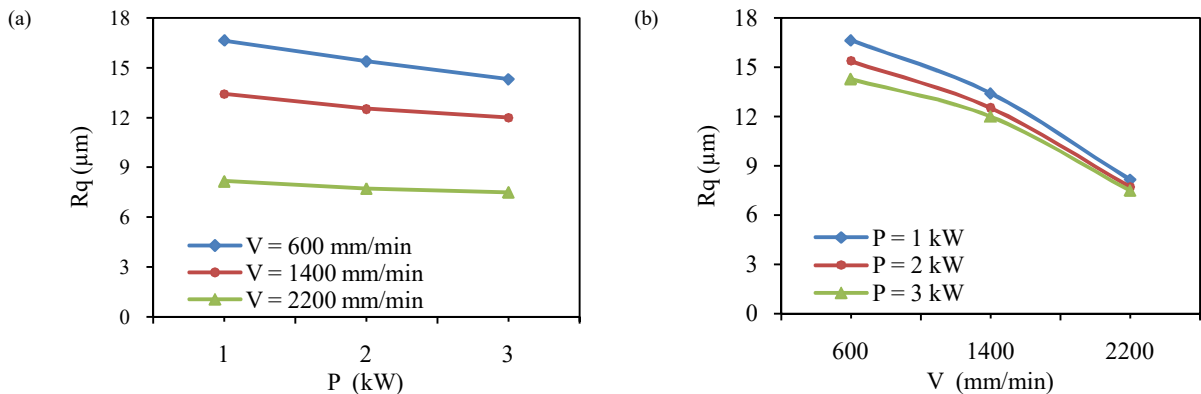 (a)
18
15
12
9
6
3
0
Rq (µm)
V = 600 mm/min
V = 1400 mm/min
V = 2200 mm/min
1 2 3
P (kW)
(b)
18
15
12
9
6
3
0
Rq (µm)
P = 1 kW
P = 2 kW
P = 3 kW
600 1400 2200
V (mm/min)